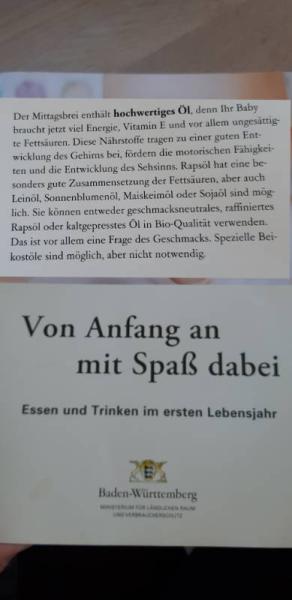 Der Mittagsbrei enthält hochwertiges Öl, denn Ihr Baby
braucht jetzt viel Energie, Vitamin E und vor allem ungesättig-
te Fettsäuren. Diese Nährstoffe tragen zu einer guten Ent-
wicklung des Gehirns bei, fördern die motorischen Fähigkei-
ten und die Entwicklung des Sehsinns. Rapsöl hat eine be-
sonders gute Zusammensetzung der Fettsäuren, aber auch
Leinöl, Sonnenblumenöl, Maiskeimöl oder Sojaöl sind mög-
lich. Sie können entweder geschmacksneutrales, raffiniertes
Rapsöl oder kaltgepresstes Öl in Bio-Qualität verwenden.
Das ist vor allem eine Frage des Geschmacks. Spezielle Bei-
kostöle sind möglich, aber nicht notwendig.
Von Anfang an
mit Spaß dabei
Essen und Trinken im ersten Lebensjahr
Baden-Württemberg
MINISTERIUM FÜR LÄNDLICHEN RAUM
UND VERBRAUCHERSCHUTZ